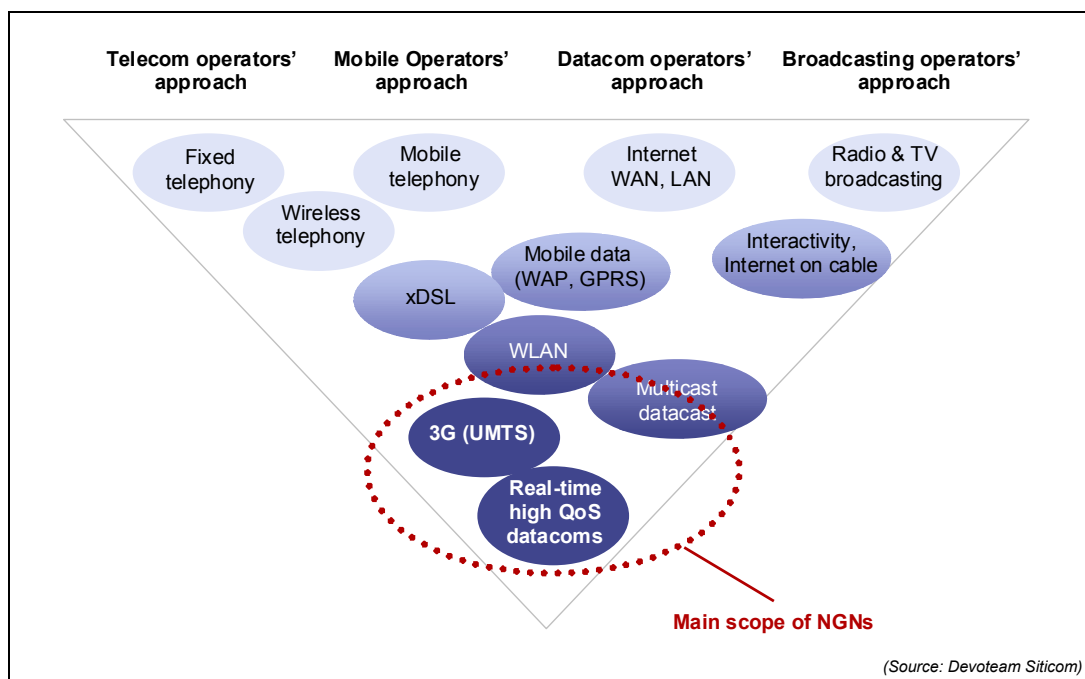 Telecom operators'
approach
Mobile Operators'
approach
Datacom operators'
approach
Broadcasting operators'
approach
Fixed
telephony
Mobile
telephony
Internet
WAN, LAN
Radio & TV
broadcasting
Wireless
telephony
Interactivity,
Internet on cable
Mobile data
(WAP, GPRS)
xDSL
WLAN
Multicast
datacast
3G (UMTS)
Real-time
high QoS
datacoms
Main scope of NGNs
(Source: Devoteam Siticom)